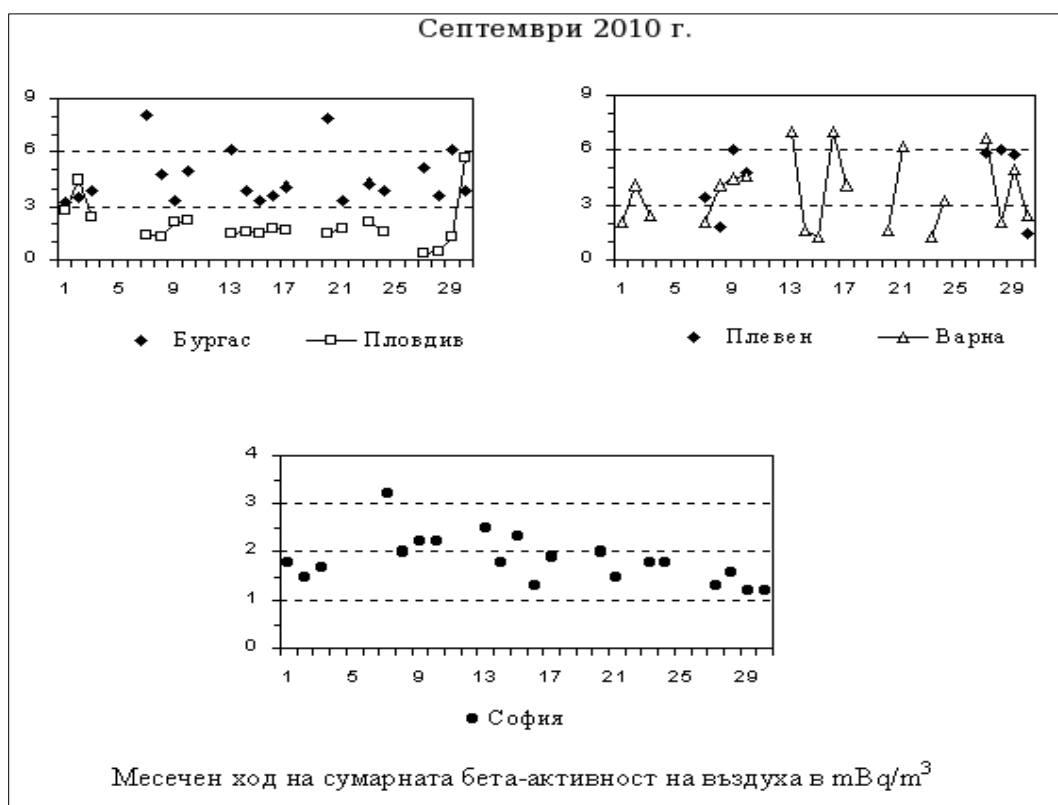 Септември 2010 г.
9
6
3
0
1 5 9 13 17 21 25 29
Бургас Пловдив
9
6
3
0
1 5 9 13 17 21 25 29
Плевен Варна
4
3
2
1
0
1 5 9 13 17 21 25 29
София
Месечен ход на сумарната бета-активност на въздуха в mBq/m³